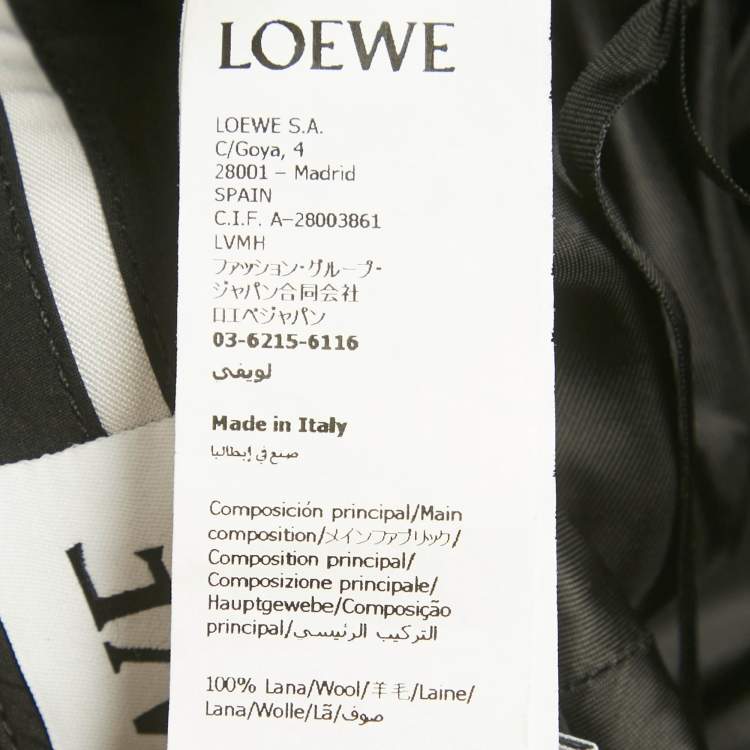 LOEWE
LOEWE S.A.
C/Goya, 4
28001 – Madrid
SPAIN
C.I.F. A-28003861
LVMH
ファッション・グループ・
ジャパン合同会社
ロエベジャパン
03-6215-6116
لويفى
Made in Italy
صنع في إيطاليا
Composición principal/Main
composition/メインファブリック/
Composition principal/
Composizione principale/
Hauptgewebe/Composição
principal/التركيب الرئيسى/
100% Lana/Wool/羊毛/Laine/
Lana/Wolle/Lã/صوف